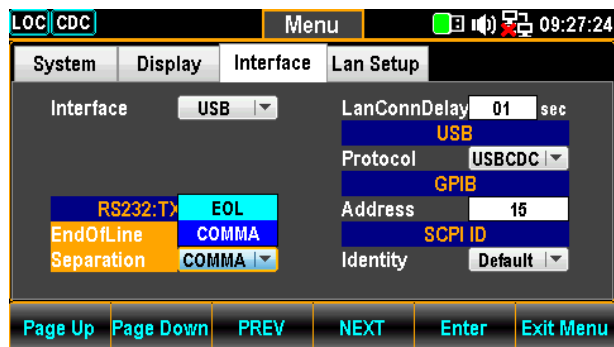 LOC CDC Menu 09:27:24
System Display Interface Lan Setup
Interface USB
LanConnDelay 01 sec
USB
Protocol USBCDC
GPIB
RS232:TX EOL
Address 15
EndOfLine COMMA
SCPI ID
Separation COMMA
Identity Default
Page Up Page Down PREV NEXT Enter Exit Menu